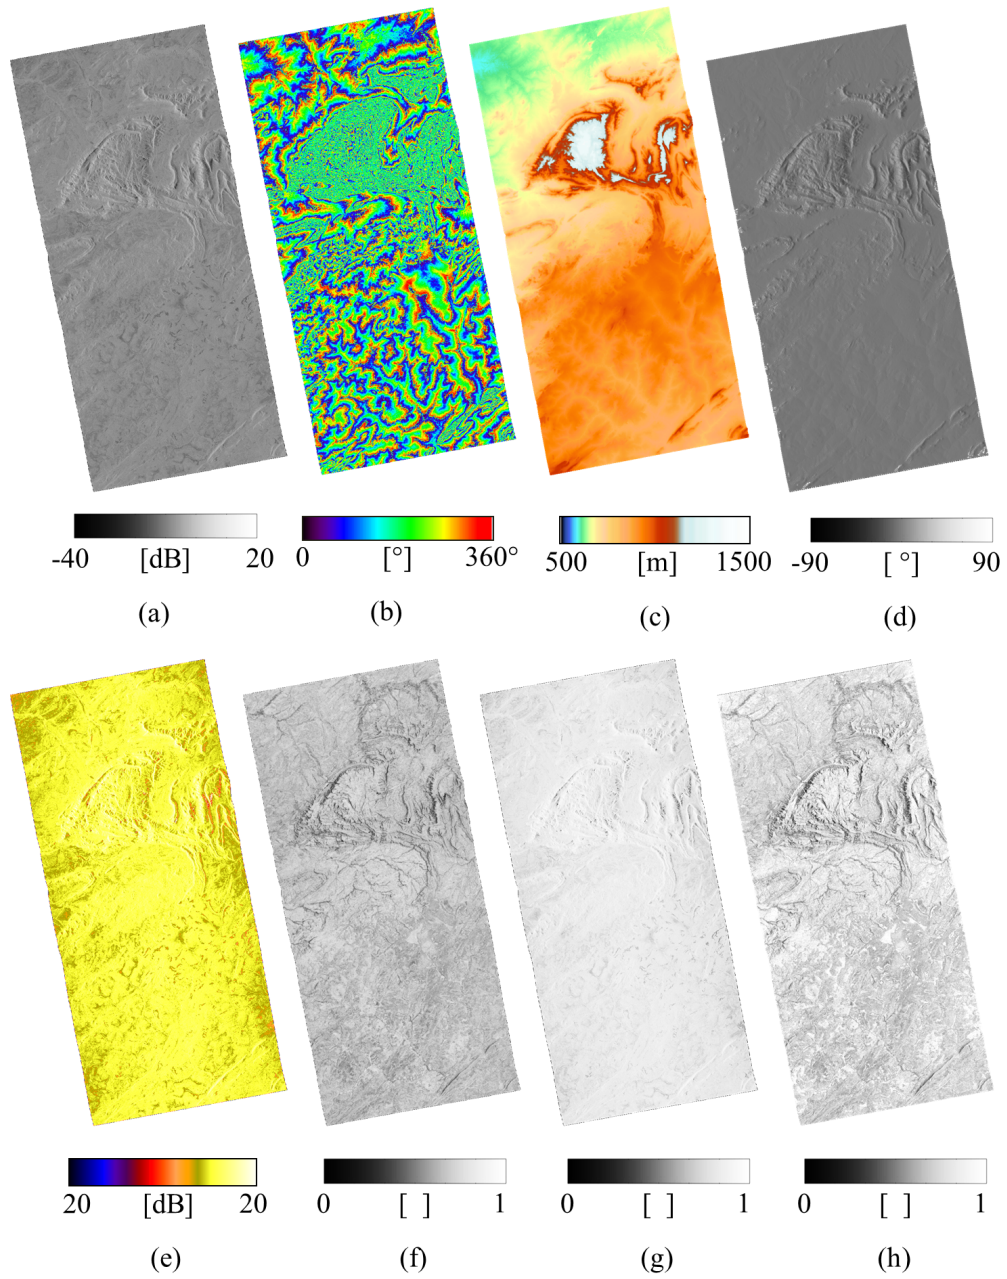 -40 [dB] 20
0 [°] 360°
500 [m] 1500
-90 [ °] 90
(a)
(b)
(c)
(d)
20 [dB] 20
0 [ ] 1
0 [ ] 1
0 [ ] 1
(e)
(f)
(g)
(h)